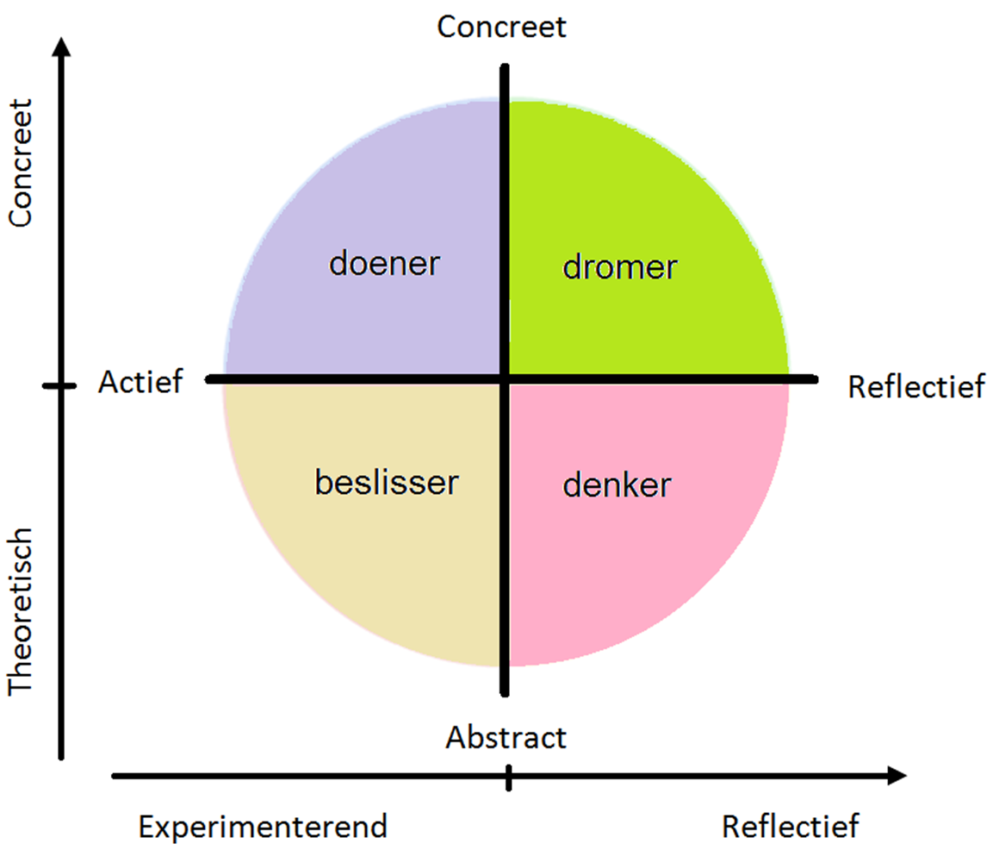 Concreet
Concreet
doener
dromer
Actief
Reflectief
beslisser
denker
Theoretisch
Abstract
Experimenterend
Reflectief